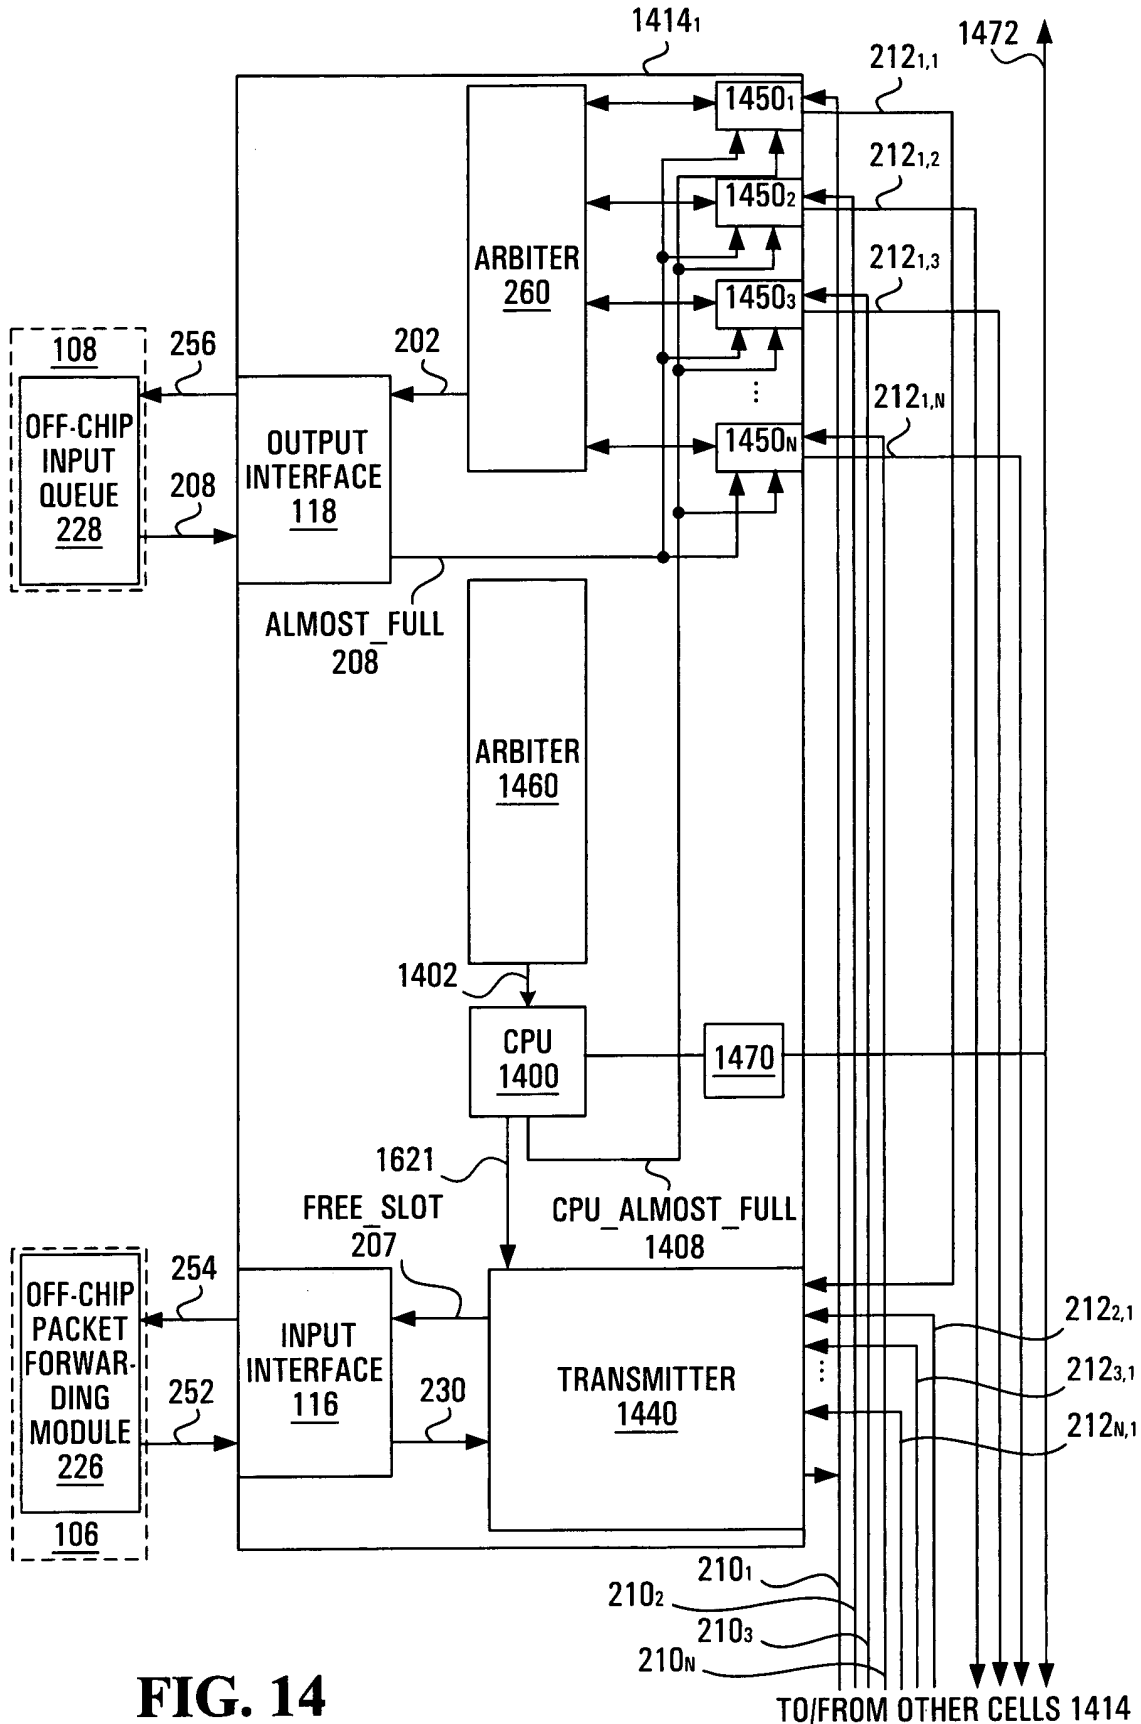 1414₁
1472
212₁,₁
1450₁
212₁,₂
1450₂
ARBITER
260
212₁,₃
1450₃
108
256
202
OFF-CHIP
INPUT
QUEUE
228
208
OUTPUT
INTERFACE
118
⋮
212₁,N
1450N
ALMOST_FULL
208
ARBITER
1460
1402
CPU
1400
1470
1621
FREE_SLOT
207
CPU_ALMOST_FULL
1408
254
OFF-CHIP
PACKET
FORWAR-
DING
MODULE
226
252
106
INPUT
INTERFACE
116
230
TRANSMITTER
1440
⋮
212₂,₁
212₃,₁
212N,₁
210₁
210₂
210₃
210N
FIG. 14
TO/FROM OTHER CELLS 1414